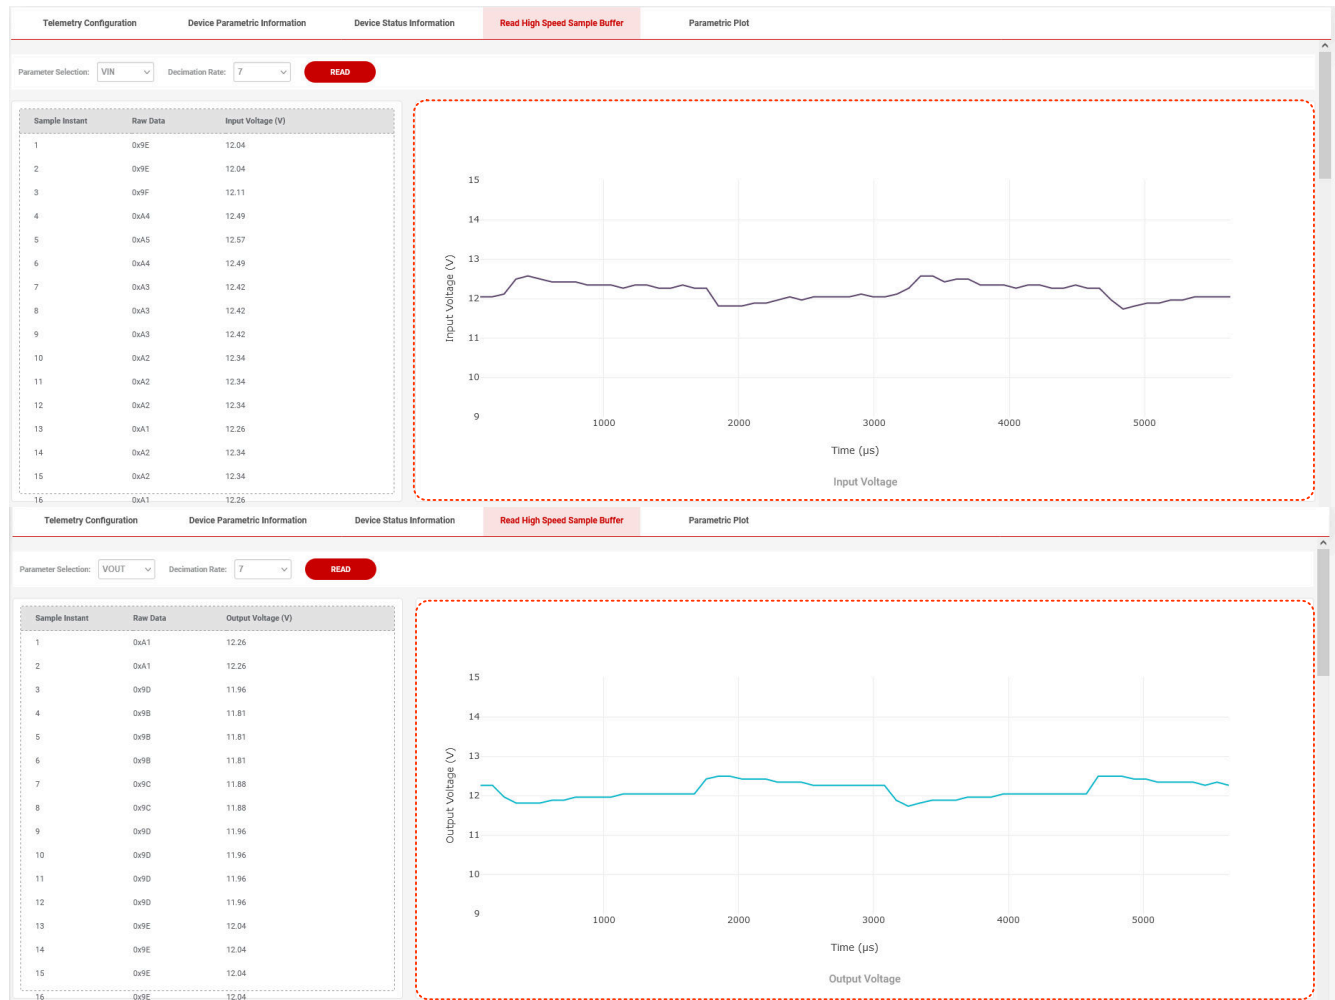 Telemetry Configuration Device Parametric Information Device Status Information Read High Speed Sample Buffer Parametric Plot
Parameter Selection: VIN Decimation Rate: 7 READ
Sample Instant Raw Data Input Voltage (V)
1 0x9E 12.04
2 0x9E 12.04
3 0x9F 12.11
4 0xA4 12.49
5 0xA5 12.57
6 0xA4 12.49
7 0xA3 12.42
8 0xA3 12.42
9 0xA3 12.42
10 0xA2 12.34
11 0xA2 12.34
12 0xA2 12.34
13 0xA1 12.26
14 0xA2 12.34
15 0xA2 12.34
16 0xA1 12.26
15
14
13
12
11
10
9
Input Voltage (V)
1000 2000 3000 4000 5000
Time (µs)
Input Voltage
Telemetry Configuration Device Parametric Information Device Status Information Read High Speed Sample Buffer Parametric Plot
Parameter Selection: VOUT Decimation Rate: 7 READ
Sample Instant Raw Data Output Voltage (V)
1 0xA1 12.26
2 0xA1 12.26
3 0x9D 11.96
4 0x9B 11.81
5 0x9B 11.81
6 0x9B 11.81
7 0x9C 11.88
8 0x9C 11.88
9 0x9D 11.96
10 0x9D 11.96
11 0x9D 11.96
12 0x9D 11.96
13 0x9E 12.04
14 0x9E 12.04
15 0x9E 12.04
16 0x9E 12.04
15
14
13
12
11
10
9
Output Voltage (V)
1000 2000 3000 4000 5000
Time (µs)
Output Voltage